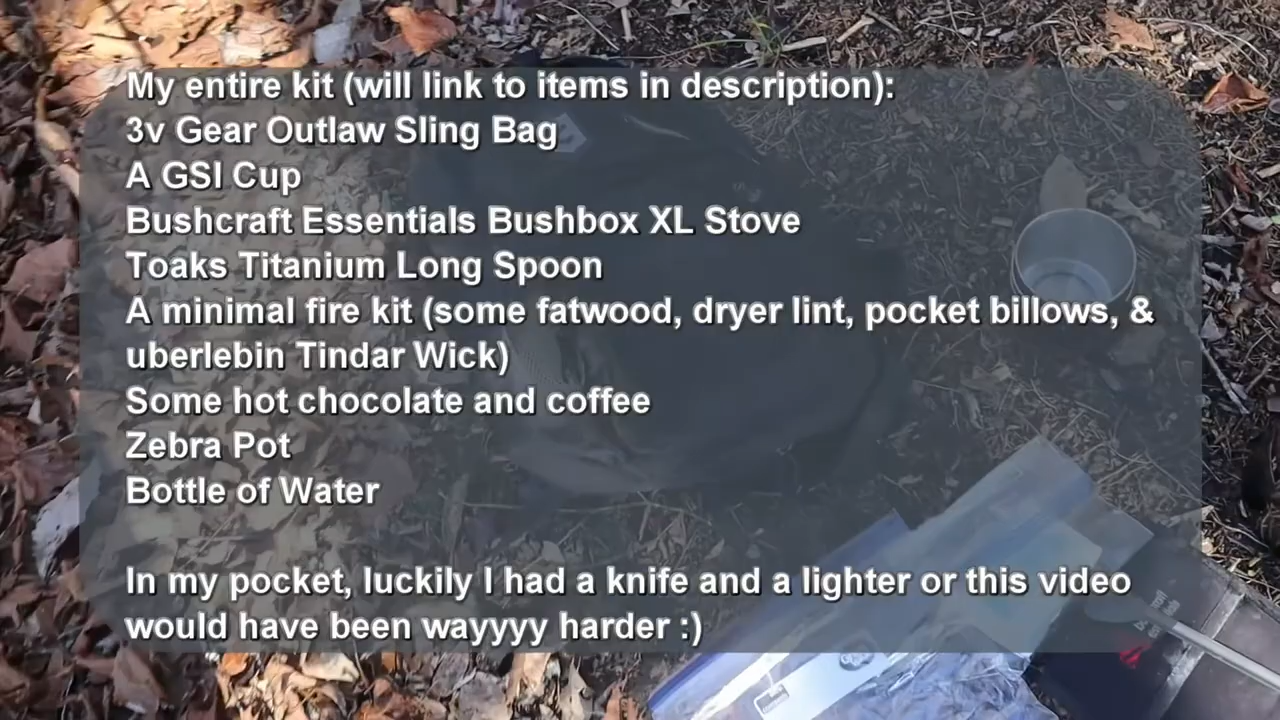 My entire kit (will link to items in description):
3v Gear Outlaw Sling Bag
A GSI Cup
Bushcraft Essentials Bushbox XL Stove
Toaks Titanium Long Spoon
A minimal fire kit (some fatwood, dryer lint, pocket billows, &
uberlebin Tindar Wick)
Some hot chocolate and coffee
Zebra Pot
Bottle of Water
In my pocket, luckily I had a knife and a lighter or this video
would have been wayyyy harder :)